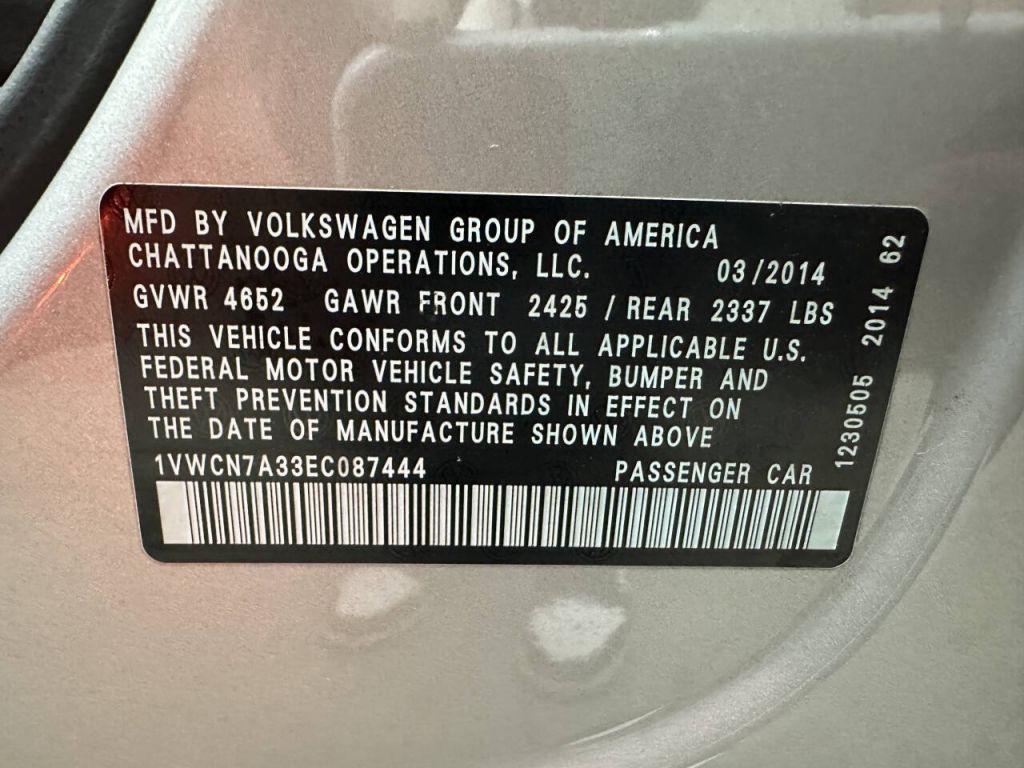 MFD BY VOLKSWAGEN GROUP OF AMERICA
CHATTANOOGA OPERATIONS, LLC. 03/2014
GVWR 4652 GAWR FRONT 2425 / REAR 2337 LBS
THIS VEHICLE CONFORMS TO ALL APPLICABLE U.S.
FEDERAL MOTOR VEHICLE SAFETY, BUMPER AND
THEFT PREVENTION STANDARDS IN EFFECT ON
THE DATE OF MANUFACTURE SHOWN ABOVE
1VWCN7A33EC087444 PASSENGER CAR
1230505 2014 62